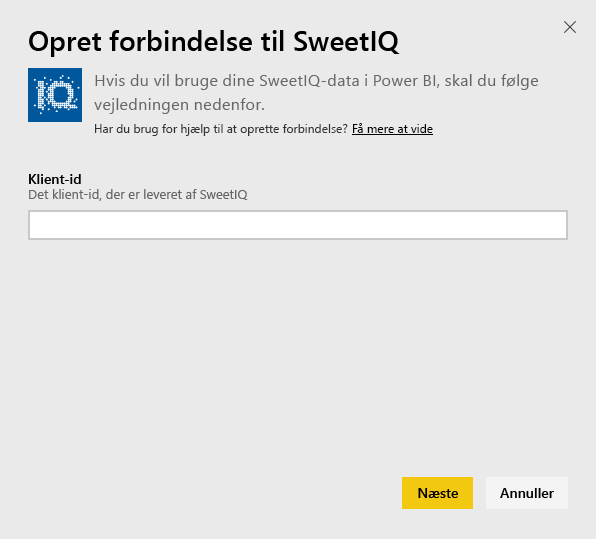 Opret forbindelse til SweetIQ
IQ
Hvis du vil bruge dine SweetIQ-data i Power BI, skal du følge
vejledningen nedenfor.
Har du brug for hjælp til at oprette forbindelse? Få mere at vide
Klient-id
Det klient-id, der er leveret af SweetIQ
Næste
Annuller